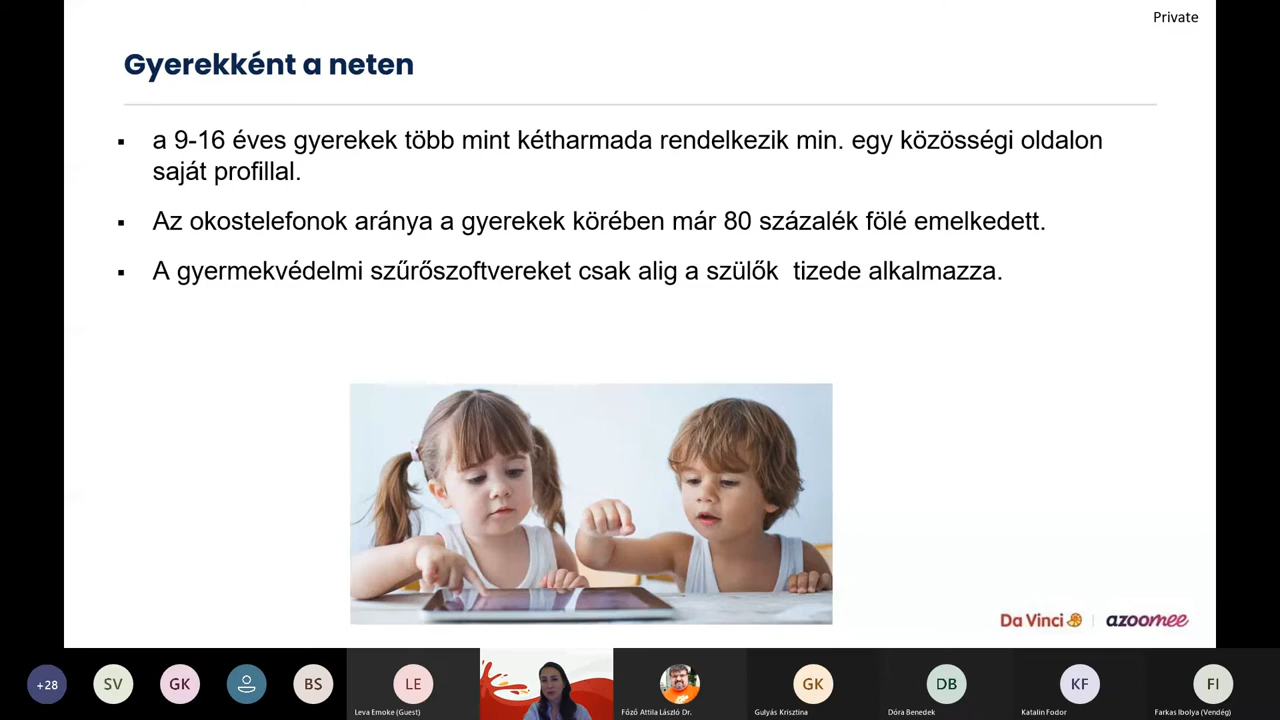 Private
Gyerekként a neten
▪ a 9-16 éves gyerekek több mint kétharmada rendelkezik min. egy közösségi oldalon
saját profillal.
▪ Az okostelefonok aránya a gyerekek körében már 80 százalék fölé emelkedett.
▪ A gyermekvédelmi szűrőszoftvereket csak alig a szülők  tizede alkalmazza.
Da Vinci | azoomee
+28 SV GK BS LE GK DB KF FI
Leva Emoke (Guest) Főző Attila László Dr. Gulyás Krisztina Dóra Benedek Katalin Fodor Farkas Ibolya (Vendég)